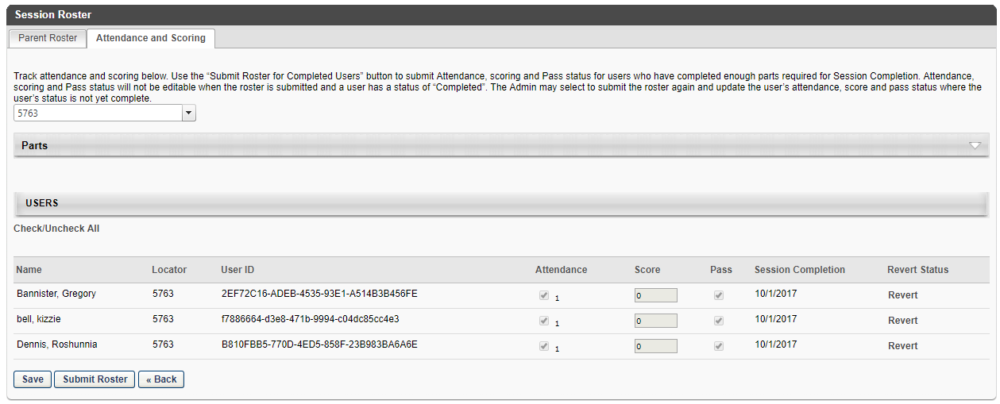 Session Roster
Parent Roster Attendance and Scoring
Track attendance and scoring below. Use the “Submit Roster for Completed Users” button to submit Attendance, scoring and Pass status for users who have completed enough parts required for Session Completion. Attendance,
scoring and Pass status will not be editable when the roster is submitted and a user has a status of “Completed”. The Admin may select to submit the roster again and update the user’s attendance, score and pass status where the
user’s status is not yet complete.
5763
Parts
USERS
Check/Uncheck All
Name Locator User ID Attendance Score Pass Session Completion Revert Status
Bannister, Gregory 5763 2EF72C16-ADEB-4535-93E1-A514B3B456FE 1 0 10/1/2017 Revert
bell, kizzie 5763 f7886664-d3e8-471b-9994-c04dc85cc4e3 1 0 10/1/2017 Revert
Dennis, Roshunnia 5763 B810FBB5-770D-4ED5-858F-23B983BA6A6E 1 0 10/1/2017 Revert
Save Submit Roster « Back